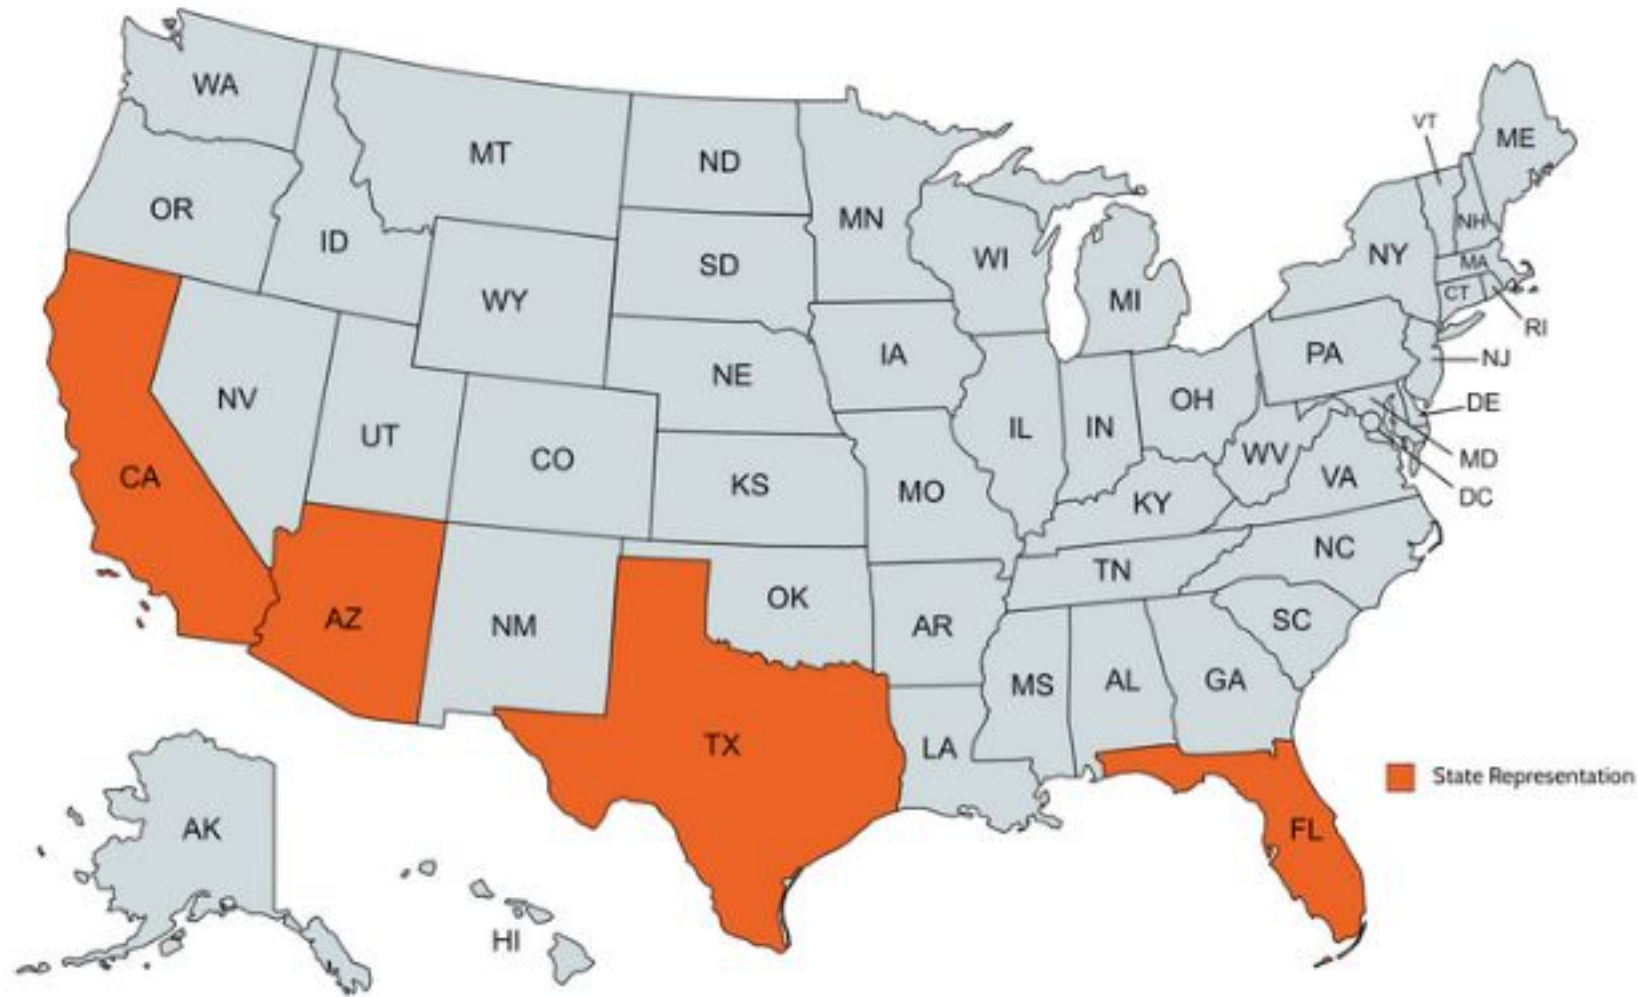 WA
MT
ND
MN
VT
ME
OR
ID
SD
WI
NY
NH
MA
CT
RI
WY
MI
IA
PA
NJ
NV
NE
OH
DE
UT
CO
IL
IN
WV
MD
CA
KS
MO
KY
VA
DC
NC
TN
AZ
NM
OK
AR
SC
MS
AL
GA
TX
LA
State Representation
AK
FL
HI